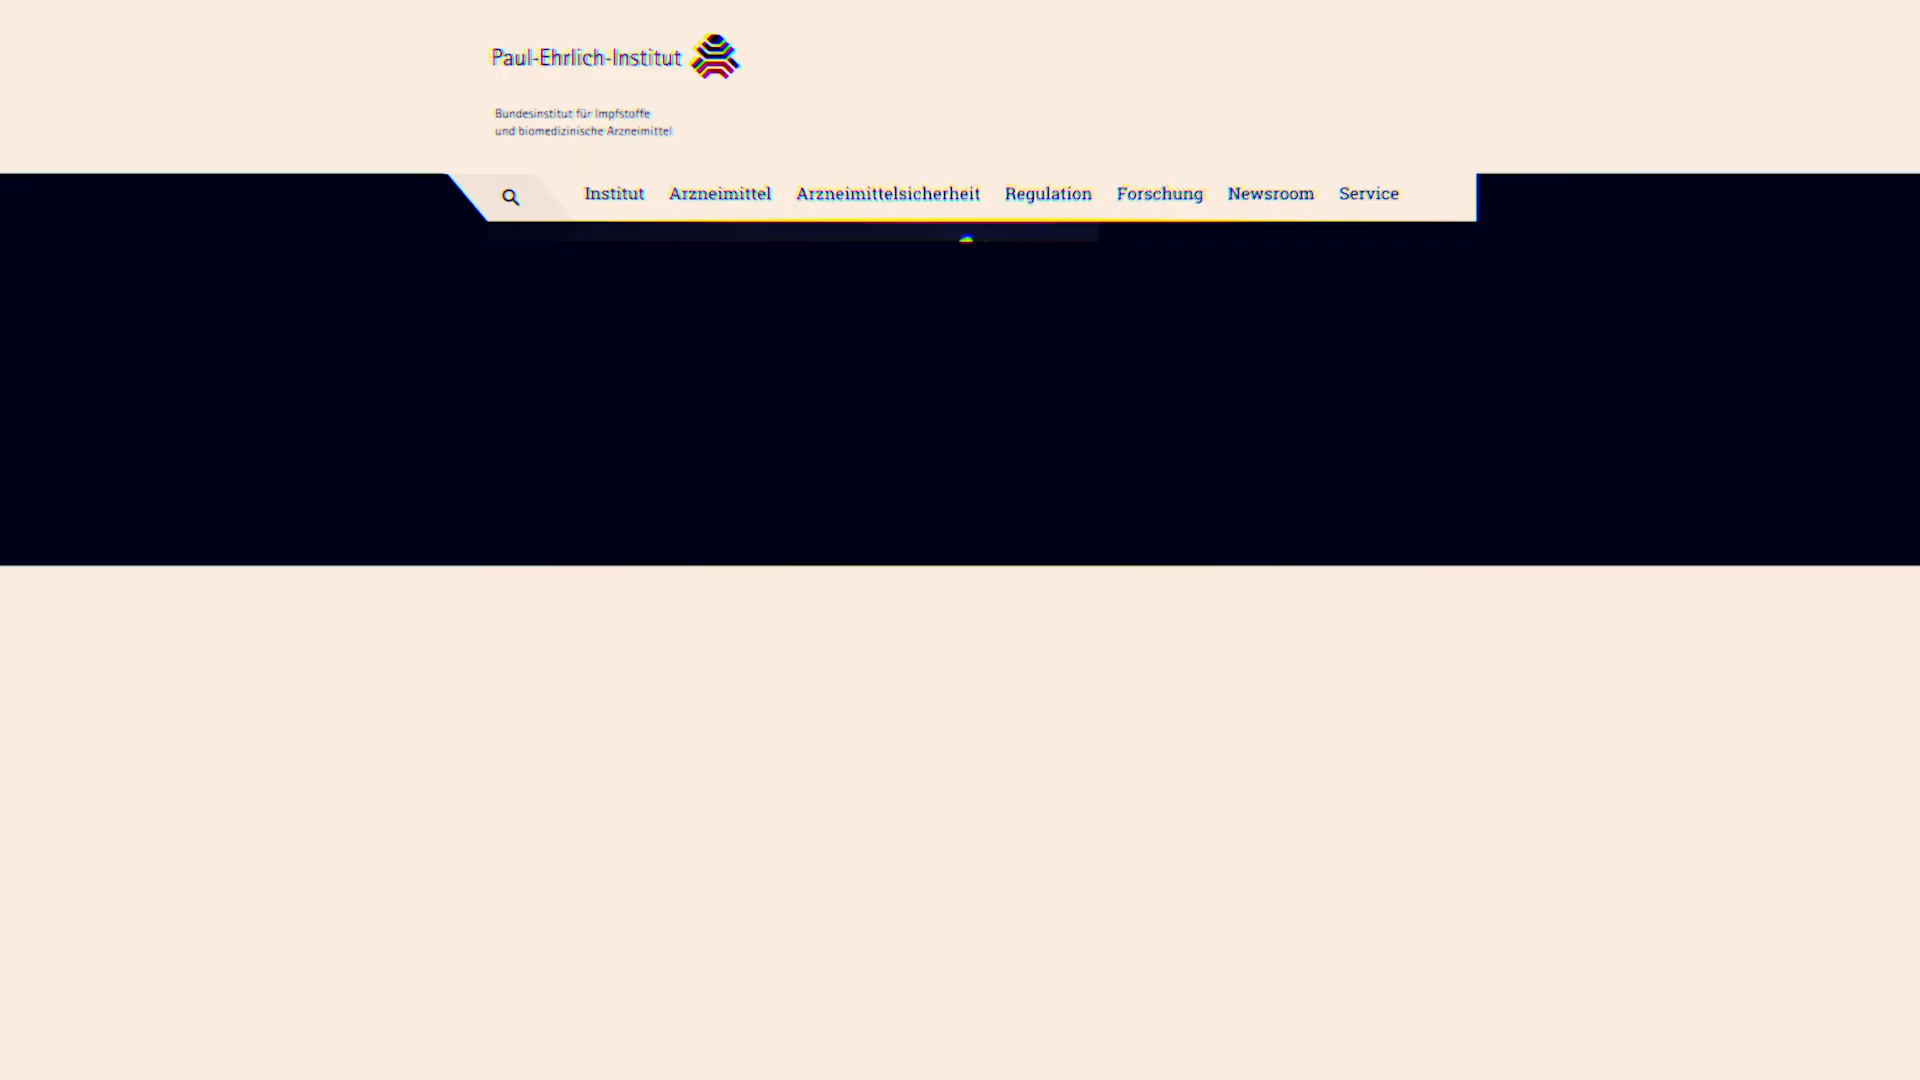 Paul-Ehrlich-Institut
Bundesinstitut für Impfstoffe
und biomedizinische Arzneimittel
Institut Arzneimittel Arzneimittelsicherheit Regulation Forschung Newsroom Service